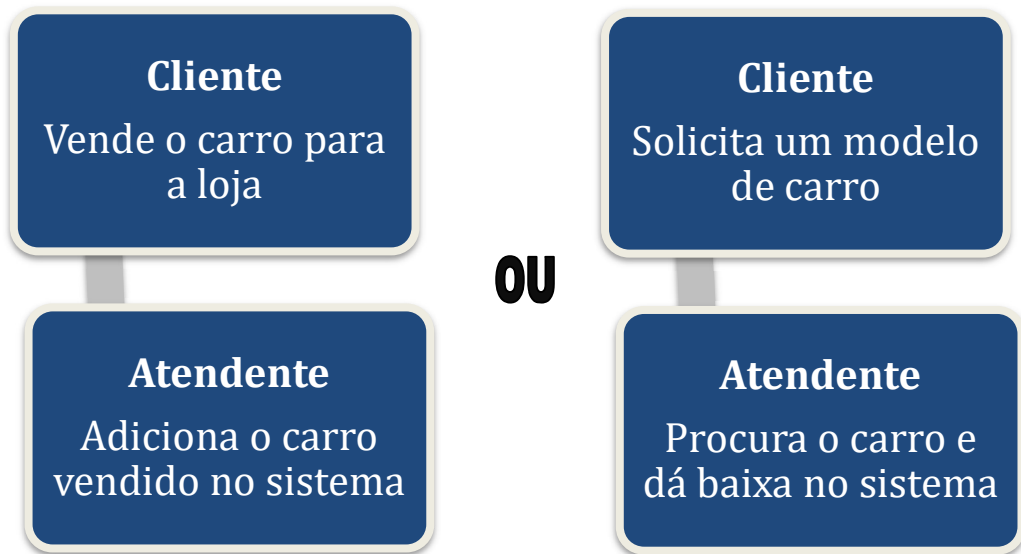 Cliente
Vende o carro para
a loja
Atendente
Adiciona o carro
vendido no sistema
OU
Cliente
Solicita um modelo
de carro
Atendente
Procura o carro e
dá baixa no sistema